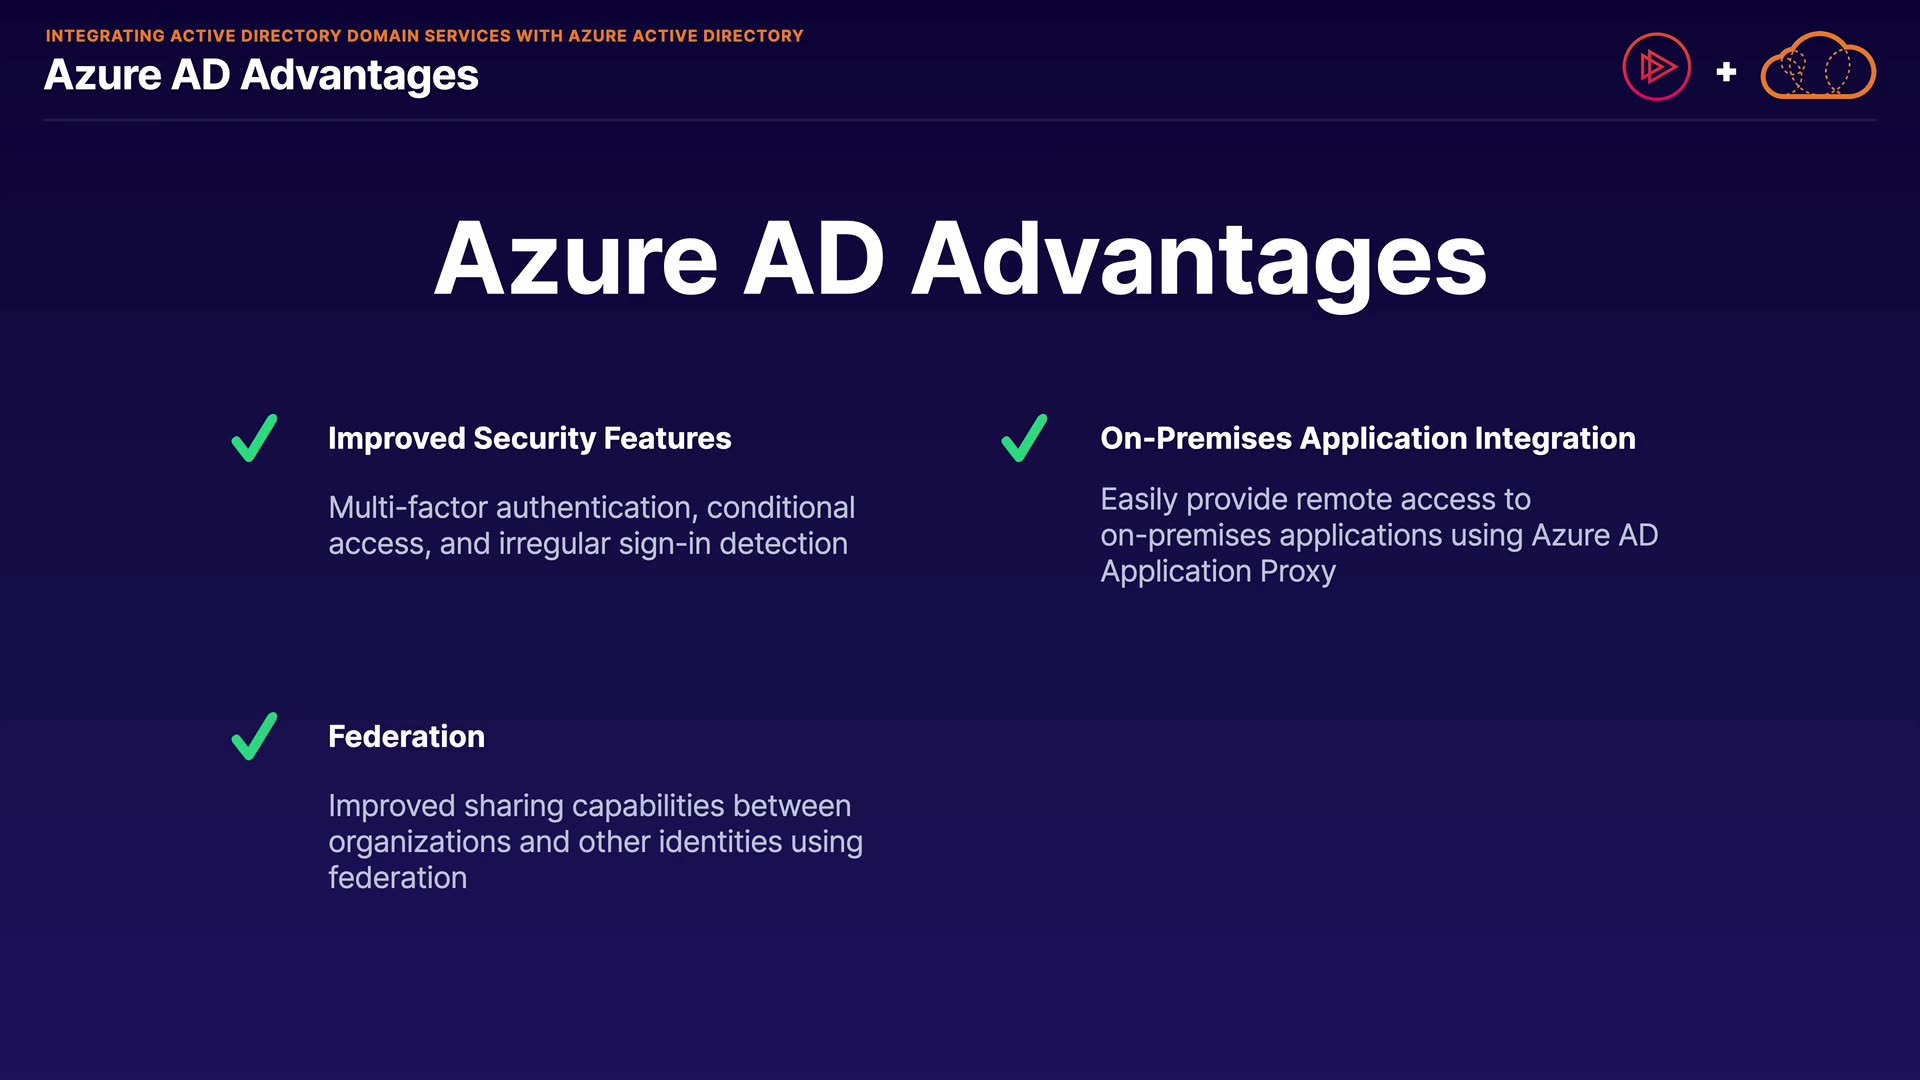 INTEGRATING ACTIVE DIRECTORY DOMAIN SERVICES WITH AZURE ACTIVE DIRECTORY
Azure AD Advantages
+
Azure AD Advantages
Improved Security Features
Multi-factor authentication, conditional
access, and irregular sign-in detection
On-Premises Application Integration
Easily provide remote access to
on-premises applications using Azure AD
Application Proxy
Federation
Improved sharing capabilities between
organizations and other identities using
federation